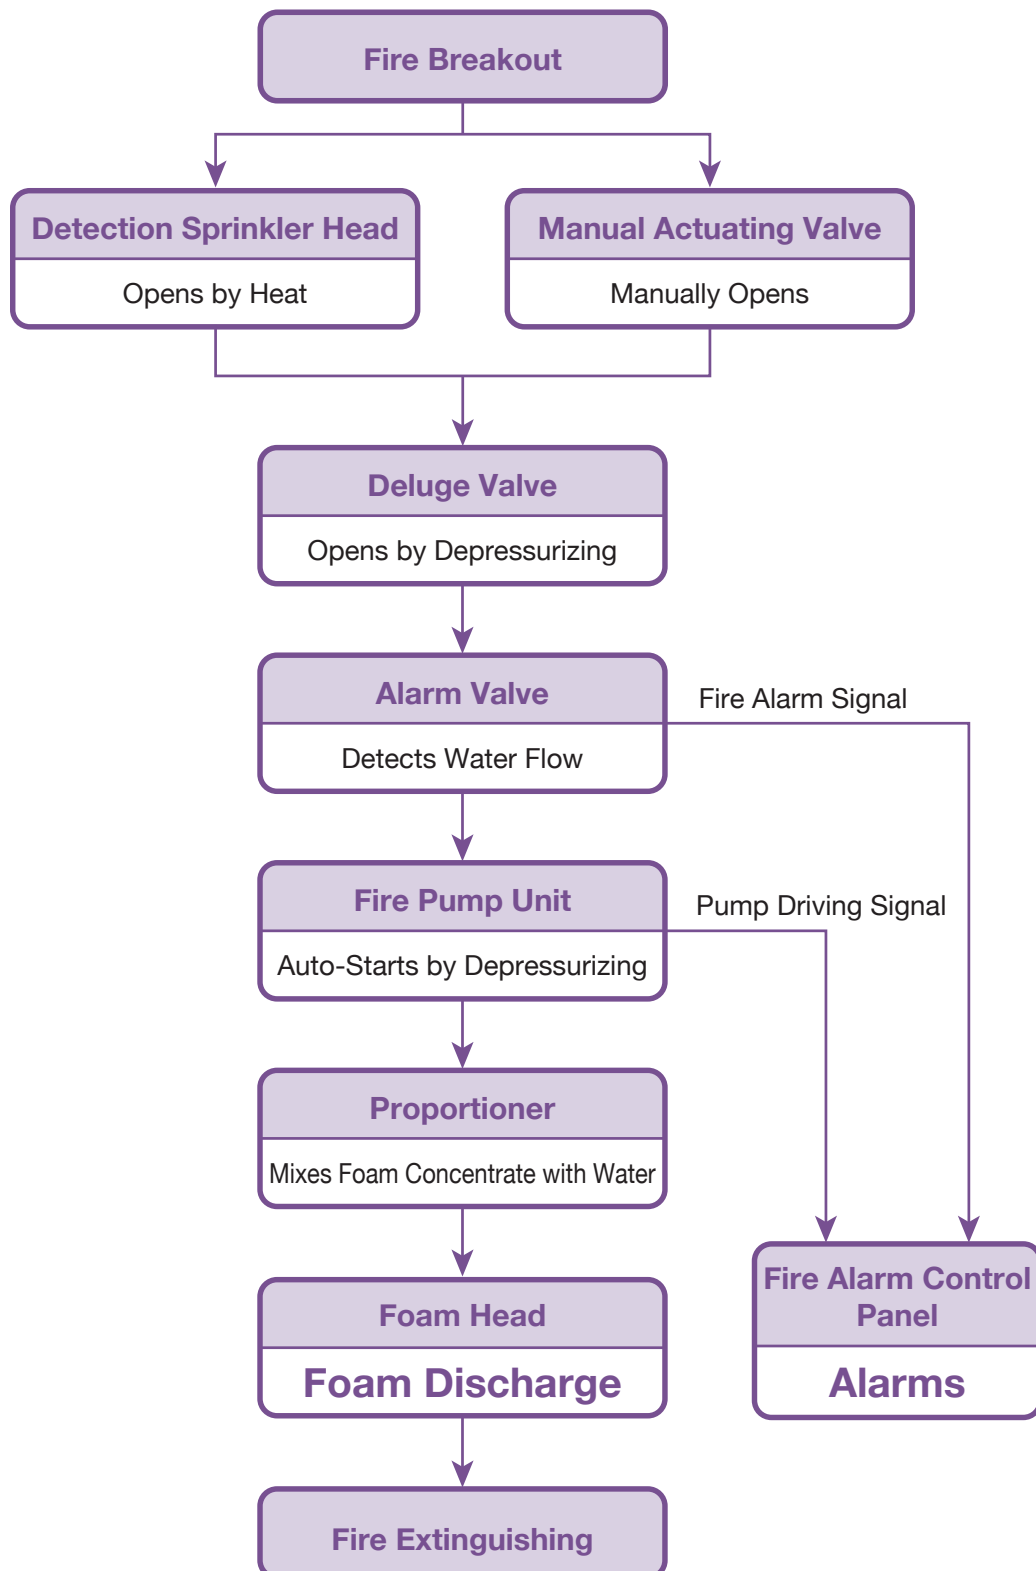 Fire Breakout
Detection Sprinkler Head
Opens by Heat
Manual Actuating Valve
Manually Opens
Deluge Valve
Opens by Depressurizing
Alarm Valve
Detects Water Flow
Fire Alarm Signal
Fire Pump Unit
Auto-Starts by Depressurizing
Pump Driving Signal
Proportioner
Mixes Foam Concentrate with Water
Foam Head
Foam Discharge
Fire Alarm Control
Panel
Alarms
Fire Extinguishing